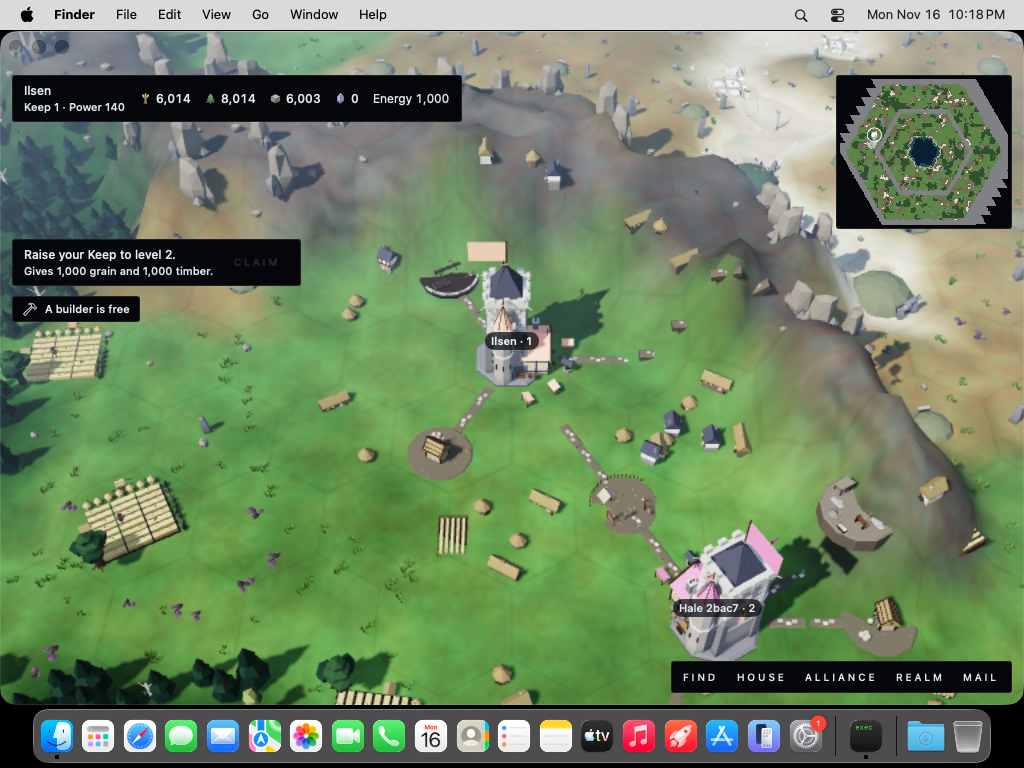 Finder File Edit View Go Window Help Mon Nov 16 10:18 PM
Ilsen
Keep 1 · Power 140
6,014 8,014 6,003 0 Energy 1,000
Raise your Keep to level 2.
Gives 1,000 grain and 1,000 timber.
CLAIM
A builder is free
Ilsen · 1
Hale 2bac7 · 2
FIND HOUSE ALLIANCE REALM MAIL
Mon
16
tv
1
exec